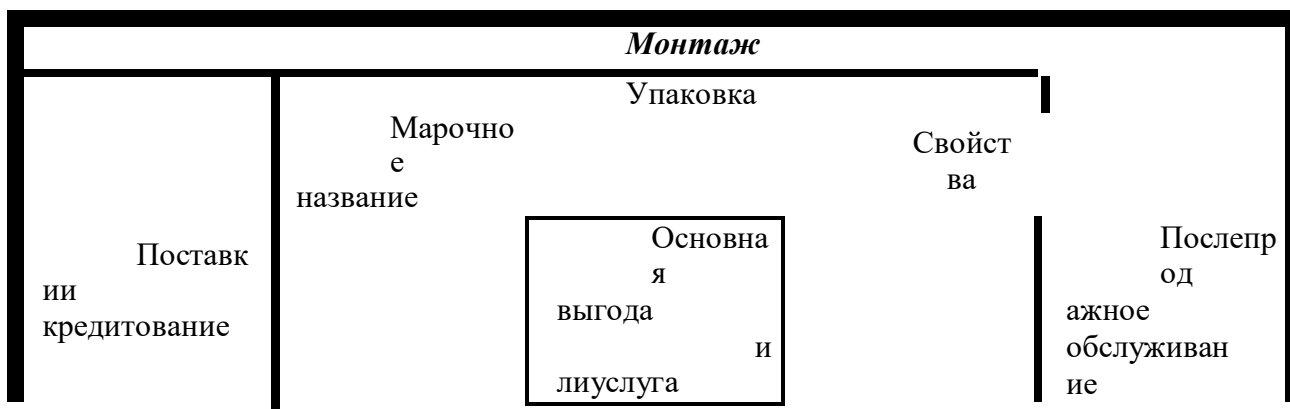 Монтаж
Упаковка
Марочно
е
название
Свойст
ва
Поставк
ии
кредитование
Основна
я
выгода
и
лиуслуга
Послепр
од
ажное
обслуживан
ие